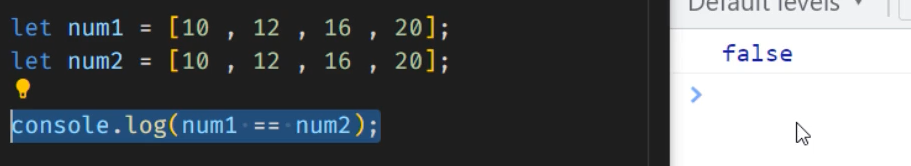 let num1 = [10 , 12 , 16 , 20];
let num2 = [10 , 12 , 16 , 20];
console.log(num1 == num2);
Default levels
false